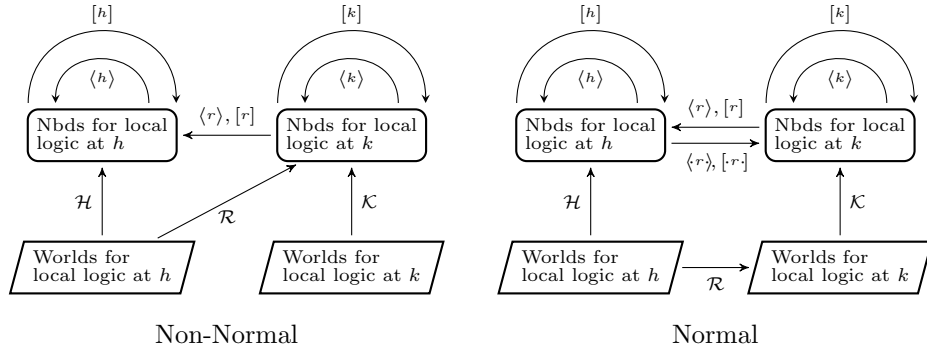 [h]
[k]
[h]
[k]
⟨h⟩
⟨k⟩
⟨h⟩
⟨k⟩
Nbds for local
logic at h
⟨r⟩, [r]
Nbds for local
logic at k
Nbds for local
logic at h
⟨r⟩, [r]
⟨·r·⟩, [·r·]
Nbds for local
logic at k
ℋ
ℛ
𝒦
ℋ
𝒦
Worlds for
local logic at h
Worlds for
local logic at k
Worlds for
local logic at h
ℛ
Worlds for
local logic at k
Non-Normal
Normal